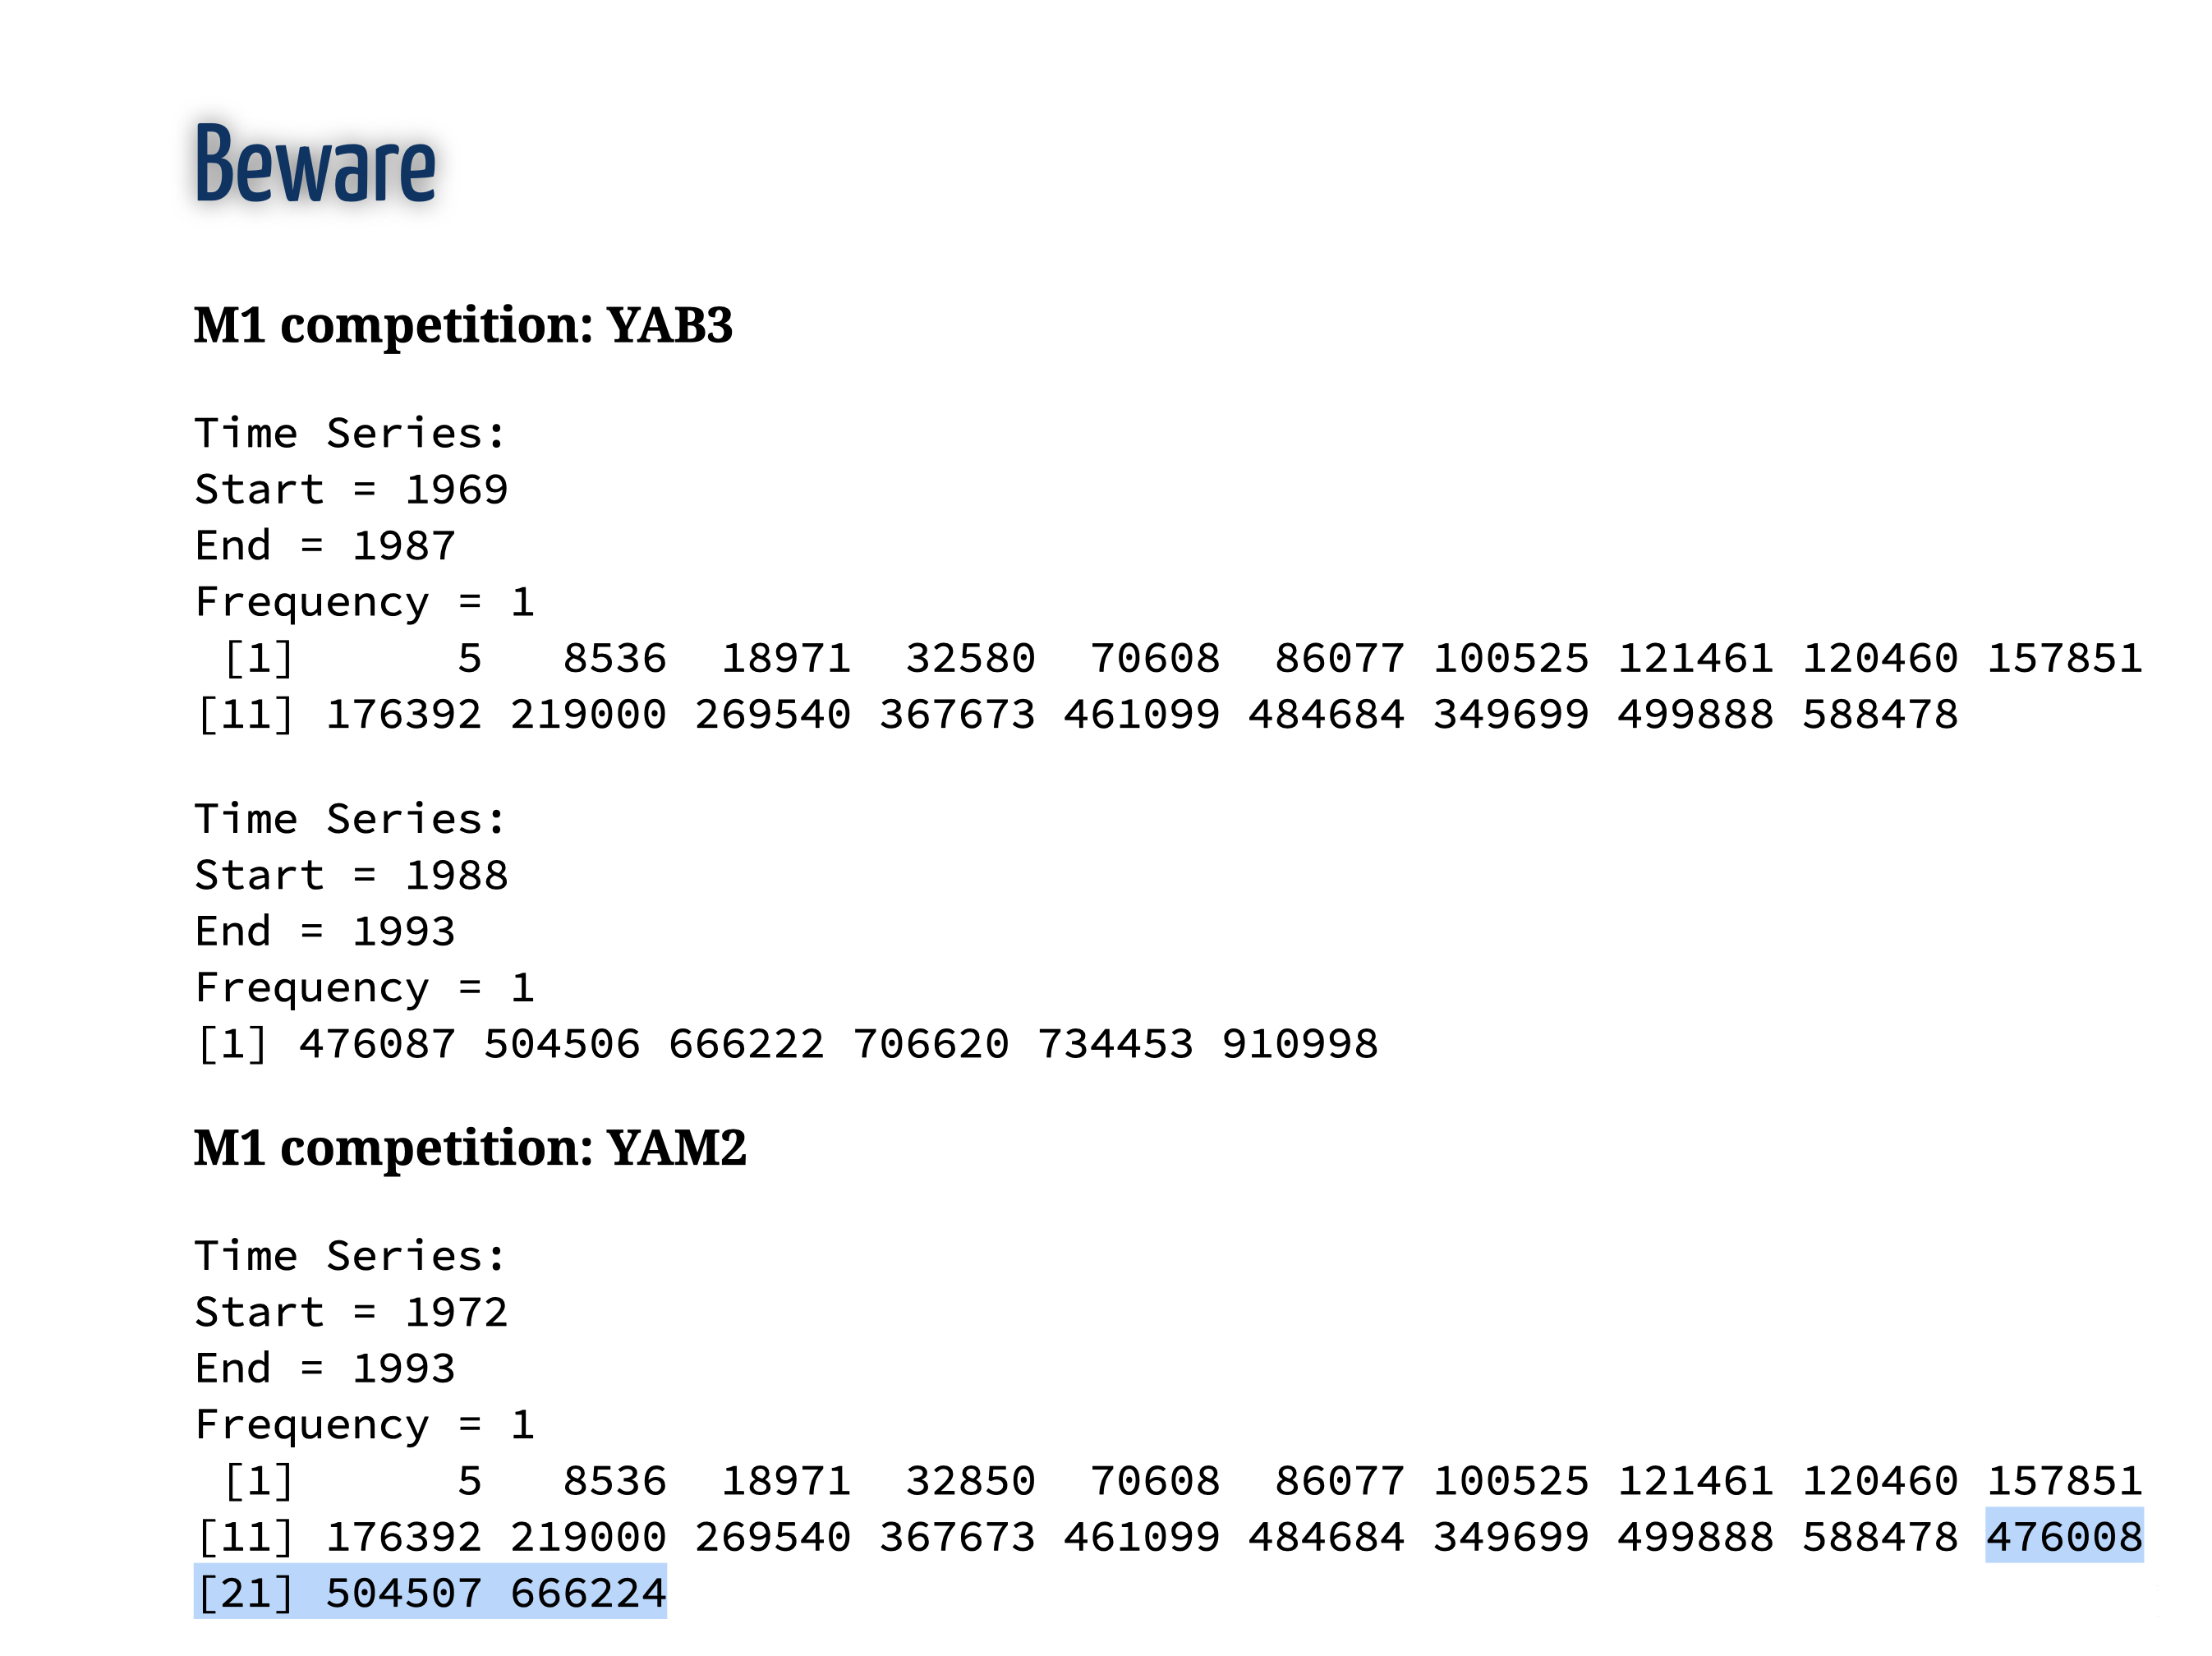 Beware
M1 competition: YAB3
Time Series:
Start = 1969
End = 1987
Frequency = 1
[1] 5 8536 18971 32580 70608 86077 100525 121461 120460 157851
[11] 176392 219000 269540 367673 461099 484684 349699 499888 588478
Time Series:
Start = 1988
End = 1993
Frequency = 1
[1] 476087 504506 666222 706620 734453 910998
M1 competition: YAM2
Time Series:
Start = 1972
End = 1993
Frequency = 1
[1] 5 8536 18971 32850 70608 86077 100525 121461 120460 157851
[11] 176392 219000 269540 367673 461099 484684 349699 499888 588478 476008
[21] 504507 666224